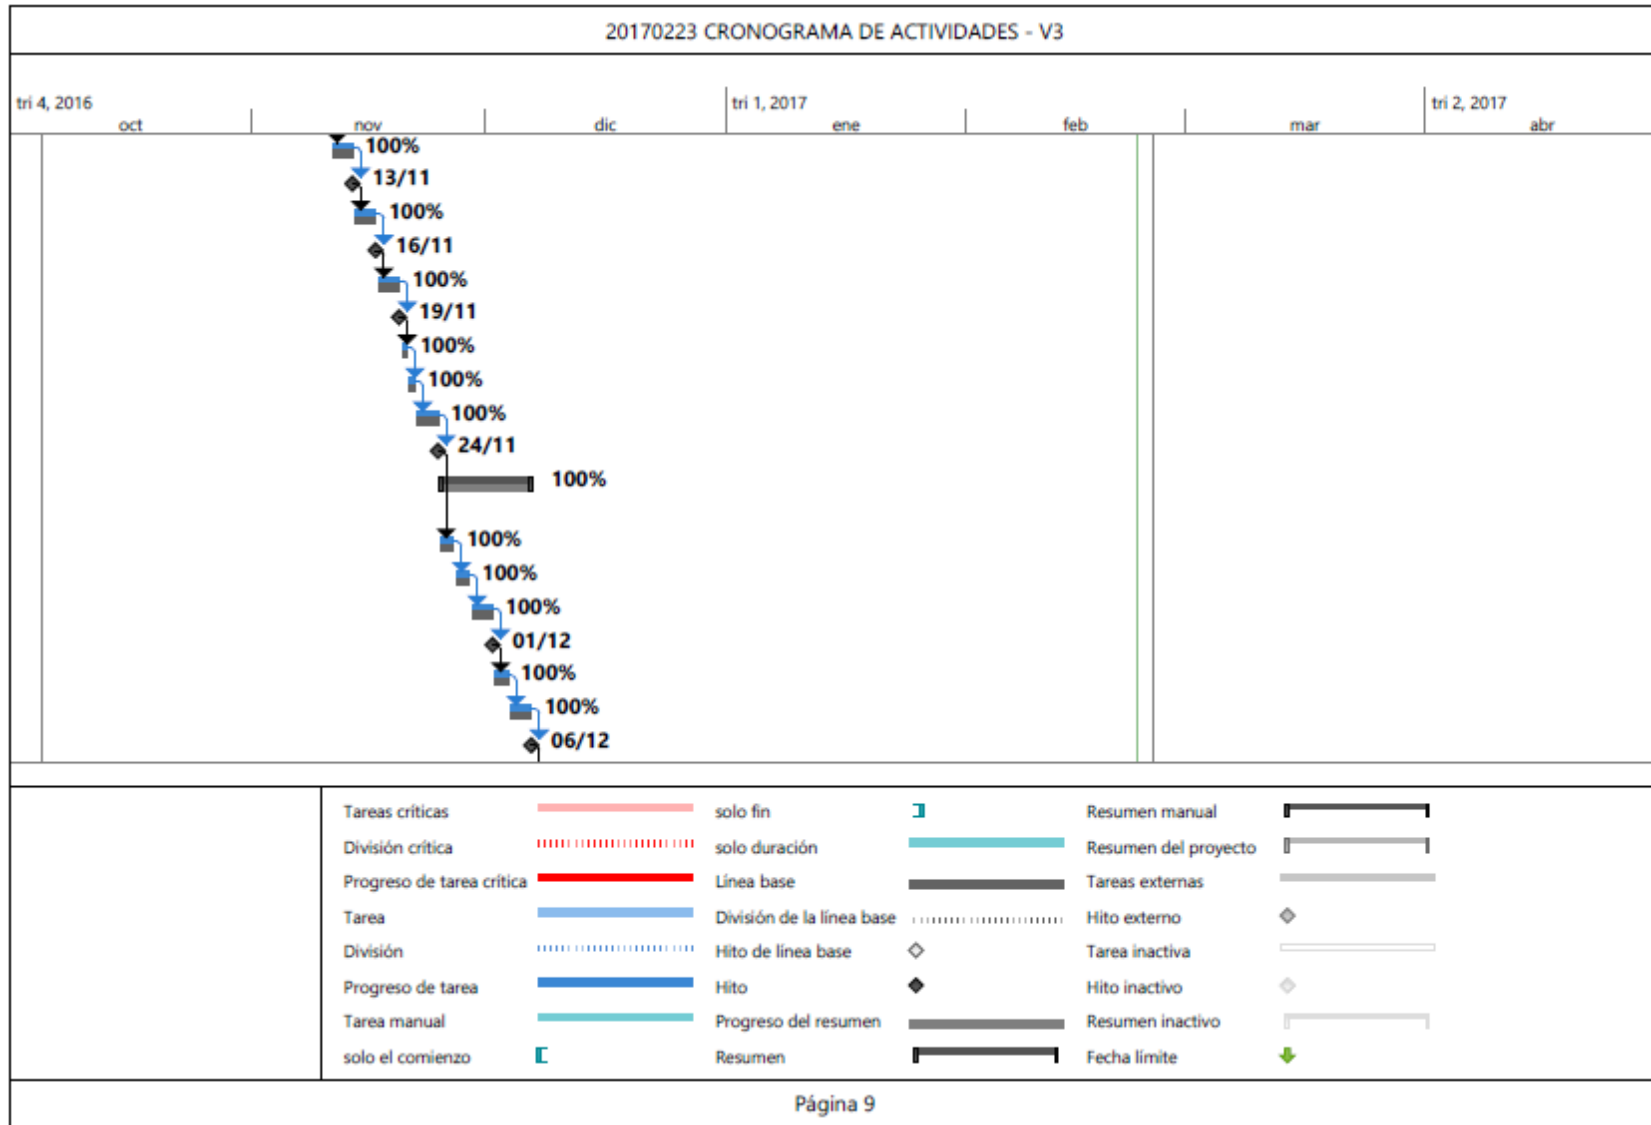 20170223 CRONOGRAMA DE ACTIVIDADES - V3
tri 4, 2016 tri 1, 2017 tri 2, 2017
oct nov dic ene feb mar abr
100%
13/11
100%
16/11
100%
19/11
100%
100%
100%
24/11
100%
100%
100%
100%
01/12
100%
100%
06/12
Tareas críticas solo fin Resumen manual
División crítica solo duración Resumen del proyecto
Progreso de tarea crítica Línea base Tareas externas
Tarea División de la línea base Hito externo
División Hito de línea base Tarea inactiva
Progreso de tarea Hito Hito inactivo
Tarea manual Progreso del resumen Resumen inactivo
solo el comienzo Resumen Fecha límite
Página 9